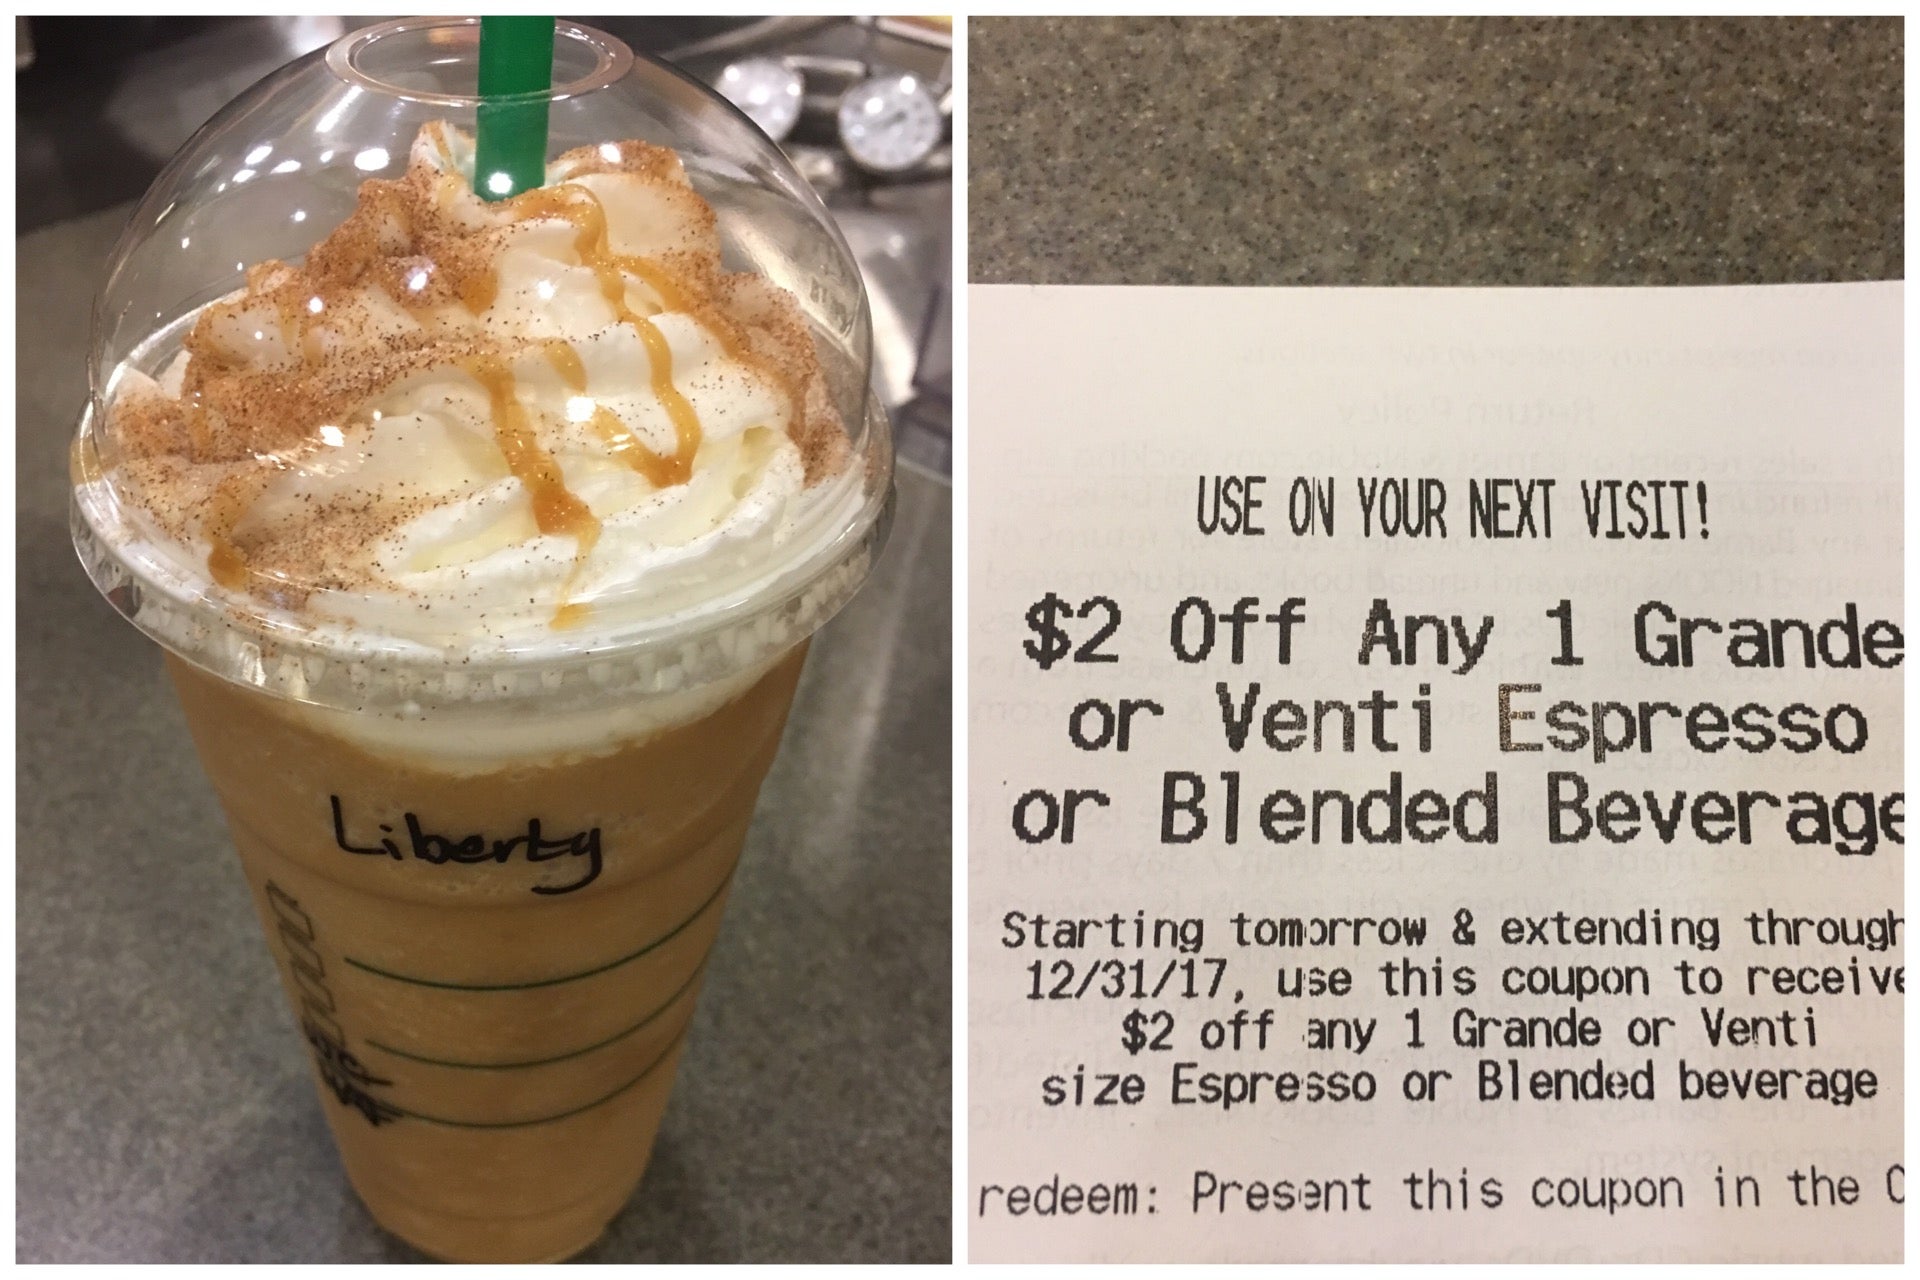 Liberty
USE ON YOUR NEXT VISIT!
$2 Off Any 1 Grande
or Venti Espresso
or Blended Beverage
Starting tomorrow & extending through
12/31/17, use this coupon to receive
$2 off any 1 Grande or Venti
size Espresso or Blended beverage
redeem: Present this coupon in the C